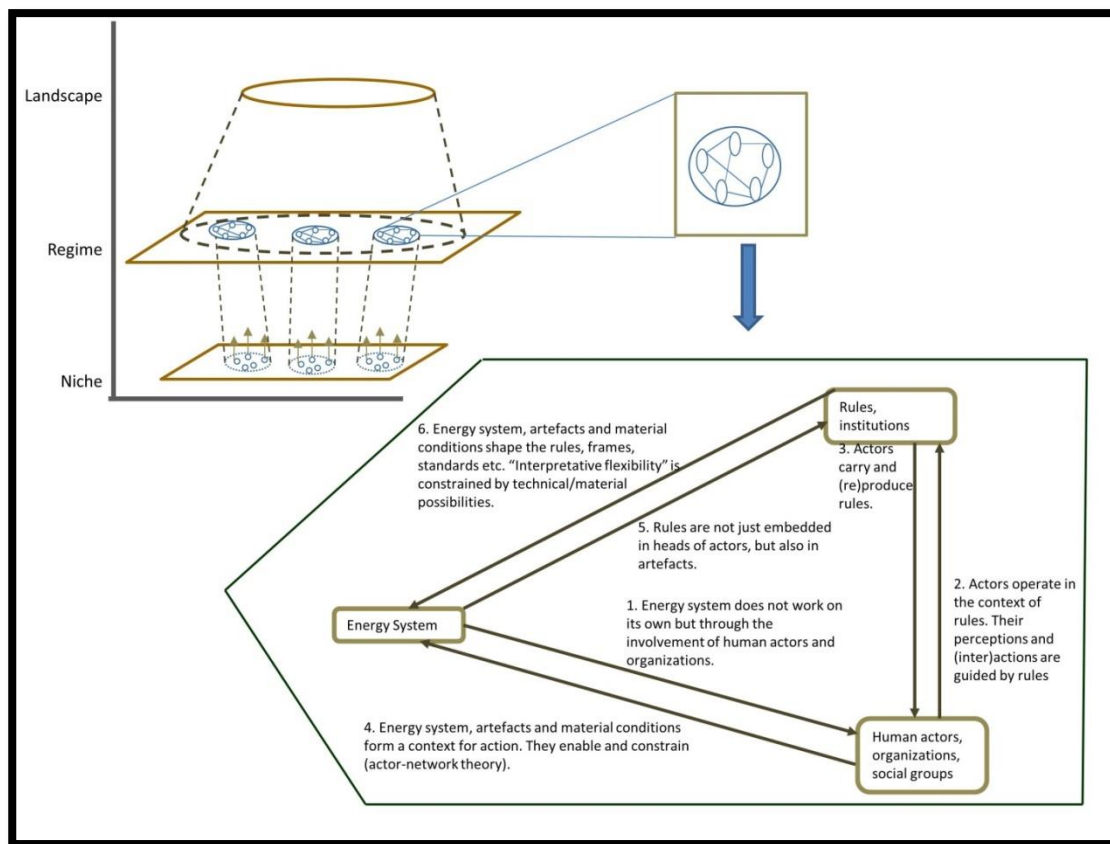 Landscape
Regime
Niche
Rules,
institutions
6. Energy system, artefacts and material
conditions shape the rules, frames,
standards etc. “Interpretative flexibility” is
constrained by technical/material
possibilities.
3. Actors
carry and
(re)produce
rules.
5. Rules are not just embedded
in heads of actors, but also in
artefacts.
2. Actors operate in
the context of
rules. Their
perceptions and
(inter)actions are
guided by rules
Energy System
1. Energy system does not work on
its own but through the
involvement of human actors and
organizations.
4. Energy system, artefacts and material conditions
form a context for action. They enable and constrain
(actor-network theory).
Human actors,
organizations,
social groups